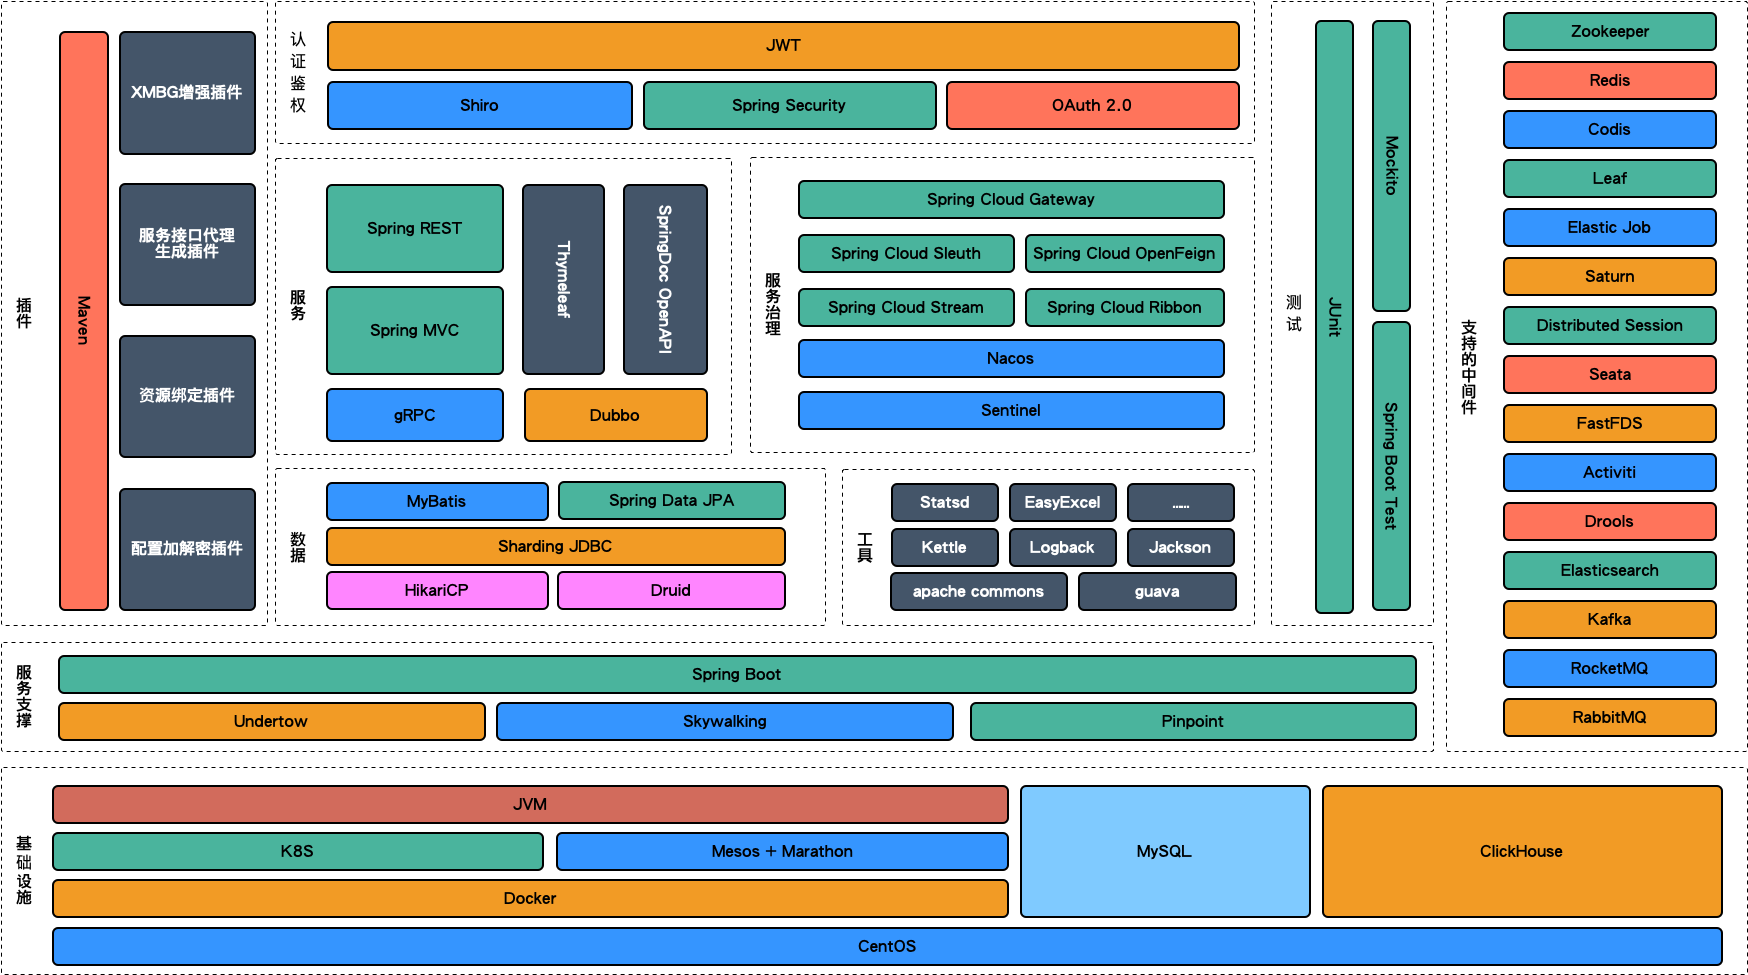 插件
Maven
XMBG增强插件
服务接口代理
生成插件
资源绑定插件
配置加解密插件
认证鉴权
JWT
Shiro
Spring Security
OAuth 2.0
服务
Spring REST
Spring MVC
Thymeleaf
SpringDoc OpenAPI
gRPC
Dubbo
服务治理
Spring Cloud Gateway
Spring Cloud Sleuth
Spring Cloud OpenFeign
Spring Cloud Stream
Spring Cloud Ribbon
Nacos
Sentinel
数据
MyBatis
Spring Data JPA
Sharding JDBC
HikariCP
Druid
工具
Statsd
EasyExcel
......
Kettle
Logback
Jackson
apache commons
guava
测试
JUnit
Mockito
Spring Boot Test
支持的中间件
Zookeeper
Redis
Codis
Leaf
Elastic Job
Saturn
Distributed Session
Seata
FastFDS
Activiti
Drools
Elasticsearch
Kafka
RocketMQ
RabbitMQ
服务支撑
Spring Boot
Undertow
Skywalking
Pinpoint
基础设施
JVM
K8S
Mesos + Marathon
Docker
MySQL
ClickHouse
CentOS